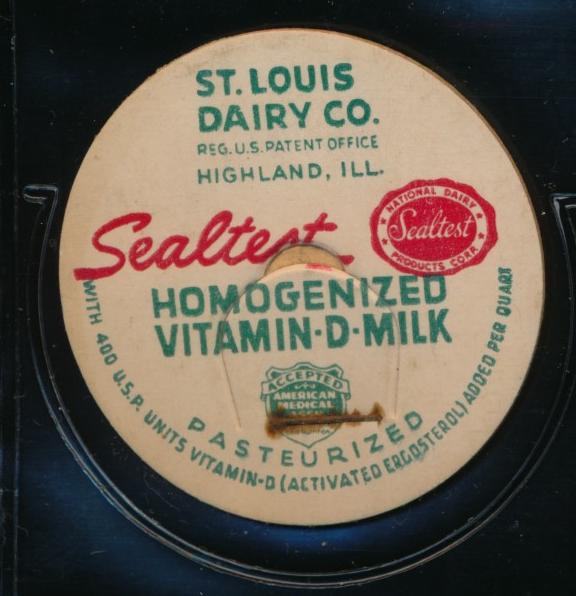 ST. LOUIS
DAIRY CO.
REG. U.S. PATENT OFFICE
HIGHLAND, ILL.
Sealtest
NATIONAL DAIRY
Sealtest
PRODUCTS CORP.
HOMOGENIZED
VITAMIN-D-MILK
ACCEPTED
AMERICAN
MEDICAL
PASTEURIZED
WITH 400 U.S.P. UNITS VITAMIN-D (ACTIVATED ERGOSTEROL) ADDED PER QUART